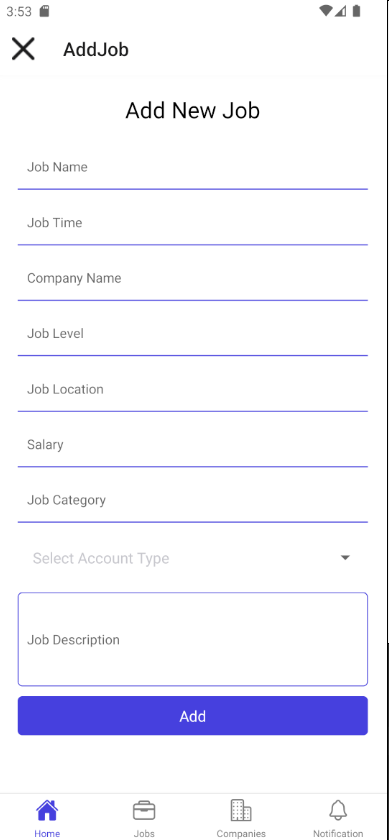 3:53
AddJob
Add New Job
Job Name
Job Time
Company Name
Job Level
Job Location
Salary
Job Category
Select Account Type
Job Description
Add
Home
Jobs
Companies
Notification